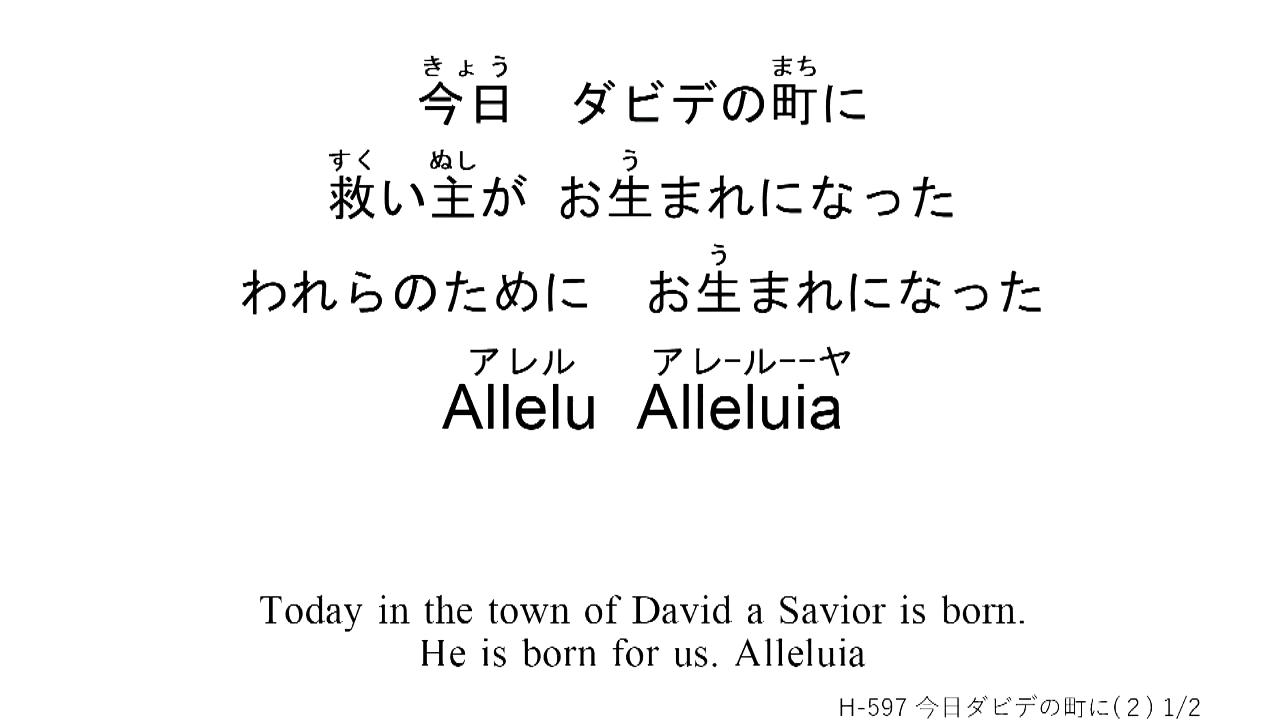 きょう まち
今日 ダビデの町に
すく ぬし う
救い主が お生まれになった
う
われらのために お生まれになった
アレル アレ-ル--ヤ
Allelu Alleluia
Today in the town of David a Savior is born.
He is born for us. Alleluia
H-597 今日ダビデの町に(２) 1/2